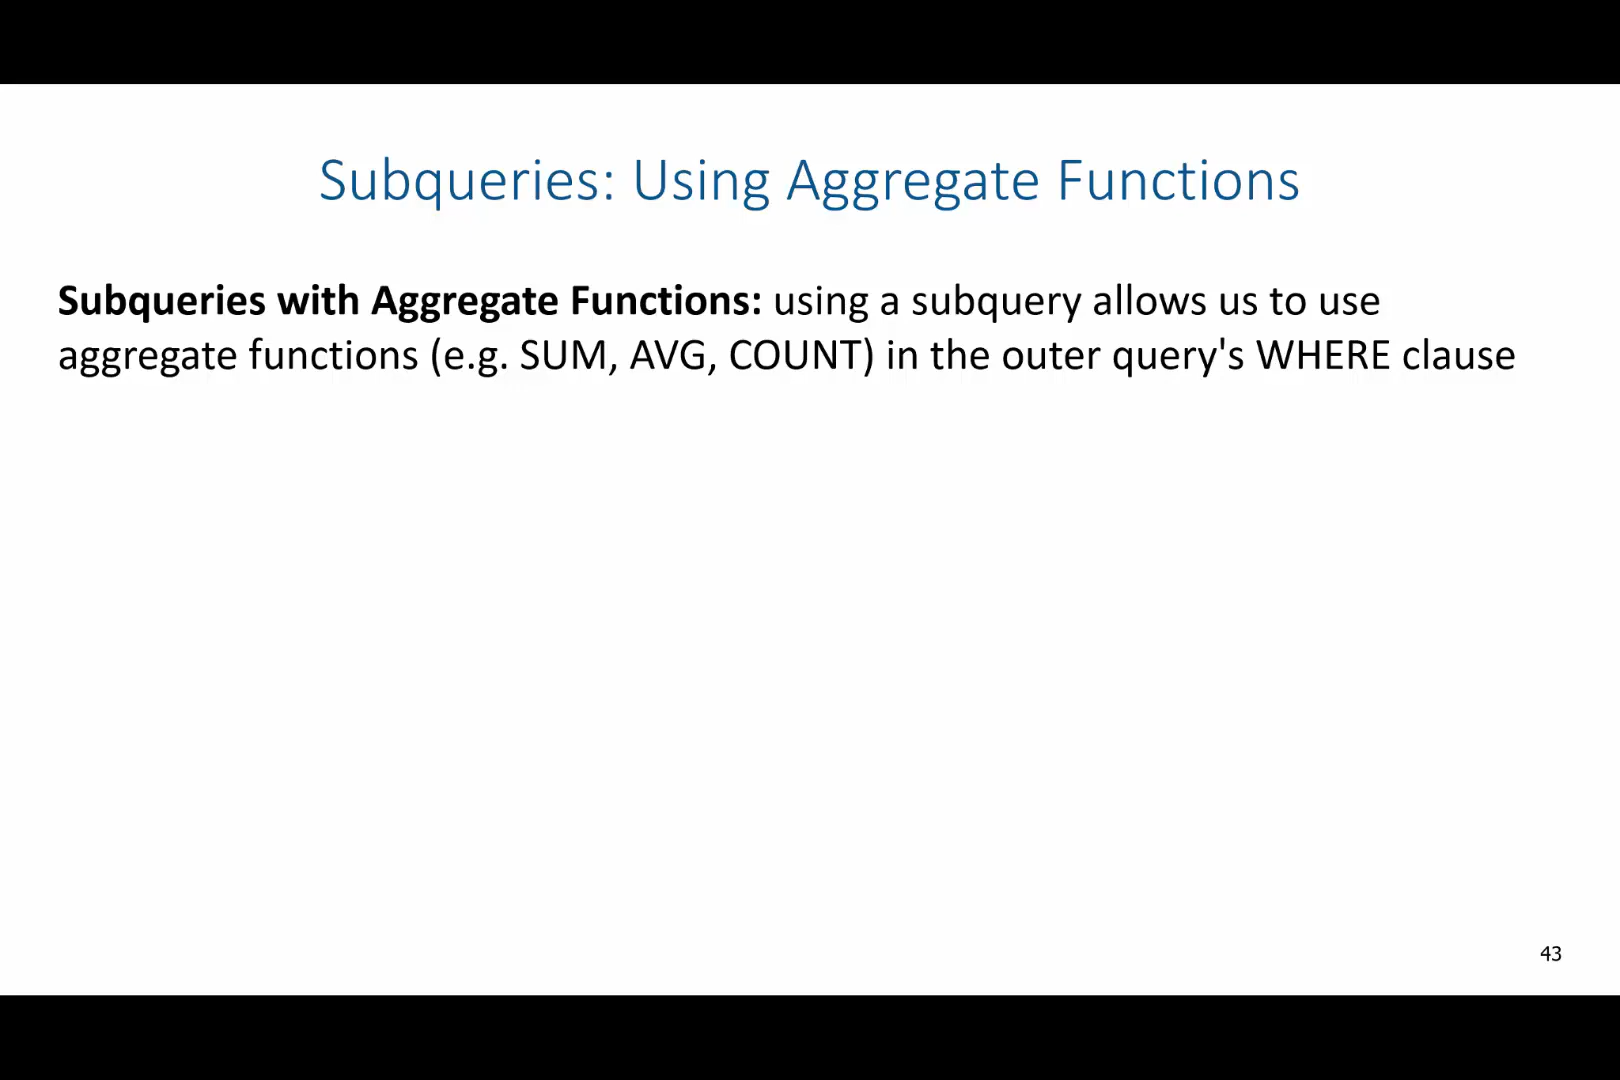 Subqueries: Using Aggregate Functions
Subqueries with Aggregate Functions: using a subquery allows us to use
aggregate functions (e.g. SUM, AVG, COUNT) in the outer query's WHERE clause
43